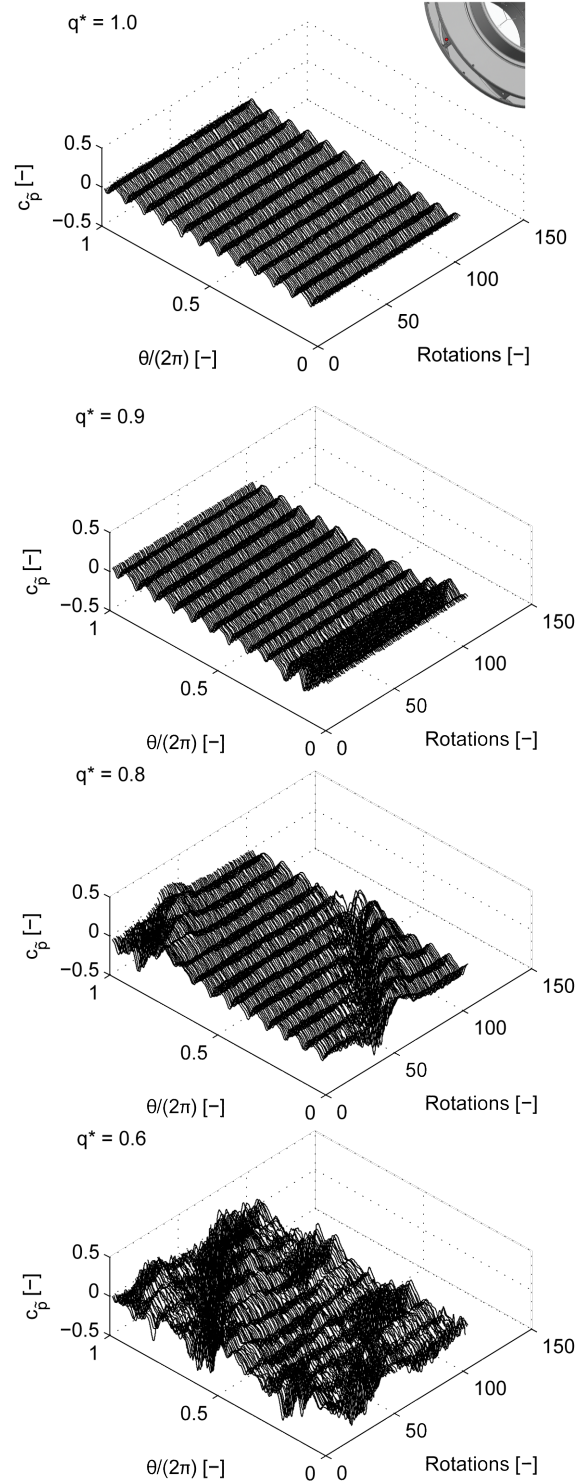 q* = 1.0
0.5
0
−0.5
c_p̃ [−]
1
0.5
0
θ/(2π) [−]
0
50
100
150
Rotations [−]
q* = 0.9
0.5
0
−0.5
c_p̃ [−]
1
0.5
0
θ/(2π) [−]
0
50
100
150
Rotations [−]
q* = 0.8
0.5
0
−0.5
c_p̃ [−]
1
0.5
0
θ/(2π) [−]
0
50
100
150
Rotations [−]
q* = 0.6
0.5
0
−0.5
c_p̃ [−]
1
0.5
0
θ/(2π) [−]
0
50
100
150
Rotations [−]